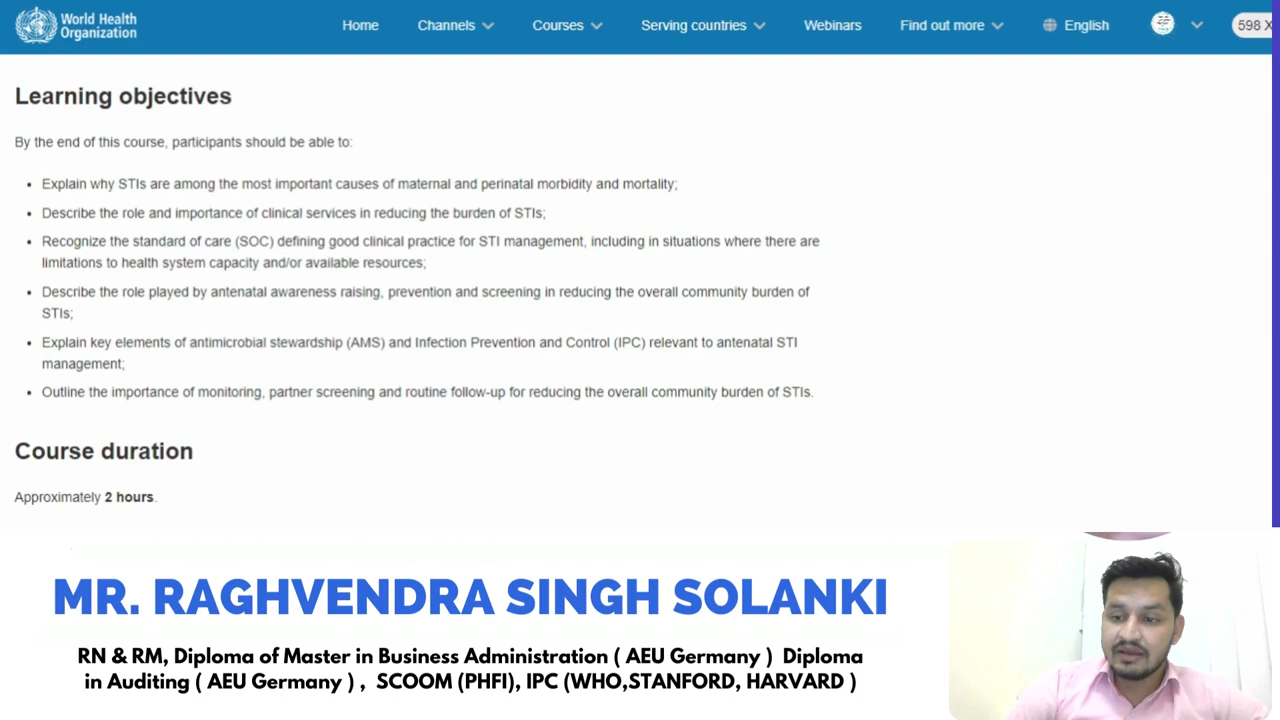 World Health
Organization
Home
Channels
Courses
Serving countries
Webinars
Find out more
English
598 X
Learning objectives
By the end of this course, participants should be able to:
• Explain why STIs are among the most important causes of maternal and perinatal morbidity and mortality;
• Describe the role and importance of clinical services in reducing the burden of STIs;
• Recognize the standard of care (SOC) defining good clinical practice for STI management, including in situations where there are
limitations to health system capacity and/or available resources;
• Describe the role played by antenatal awareness raising, prevention and screening in reducing the overall community burden of
STIs;
• Explain key elements of antimicrobial stewardship (AMS) and Infection Prevention and Control (IPC) relevant to antenatal STI
management;
• Outline the importance of monitoring, partner screening and routine follow-up for reducing the overall community burden of STIs.
Course duration
Approximately 2 hours.
MR. RAGHVENDRA SINGH SOLANKI
RN & RM, Diploma of Master in Business Administration ( AEU Germany ) Diploma
in Auditing ( AEU Germany ) , SCOOM (PHFI), IPC (WHO,STANFORD, HARVARD )